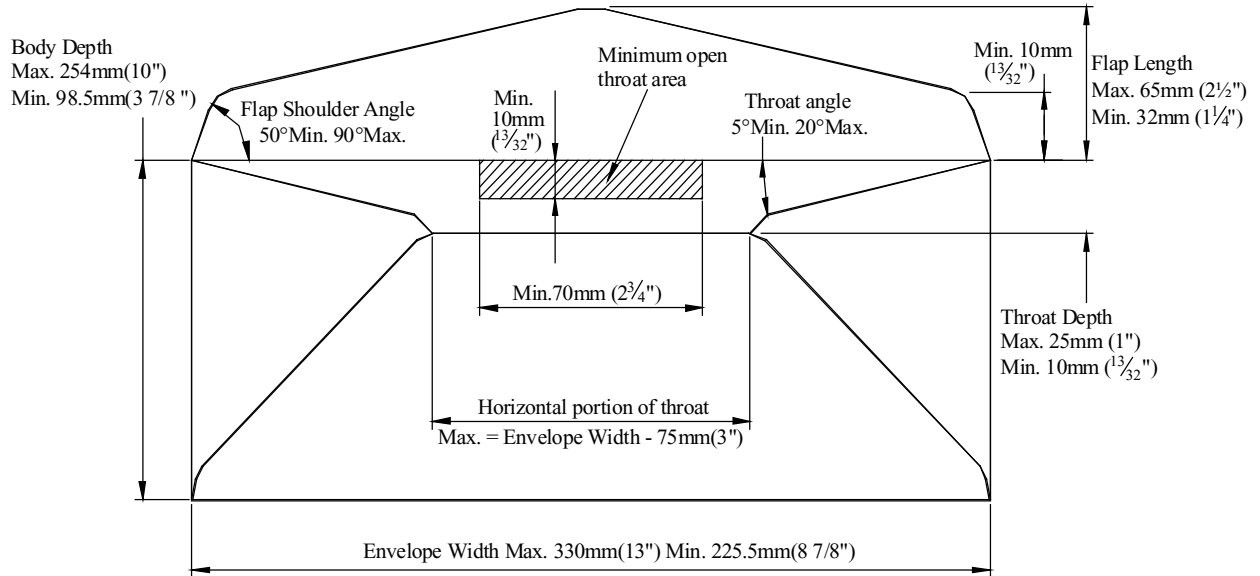 Body Depth
Max. 254mm(10")
Min. 98.5mm(3 7/8 ")
Flap Shoulder Angle
50°Min. 90°Max.
Min.
10mm
(13⁄32")
Minimum open
throat area
Throat angle
5°Min. 20°Max.
Min. 10mm
(13⁄32")
Flap Length
Max. 65mm (2½")
Min. 32mm (1¼")
Min.70mm (2¾")
Throat Depth
Max. 25mm (1")
Min. 10mm (13⁄32")
Horizontal portion of throat
Max. = Envelope Width - 75mm(3")
Envelope Width Max. 330mm(13") Min. 225.5mm(8 7/8")